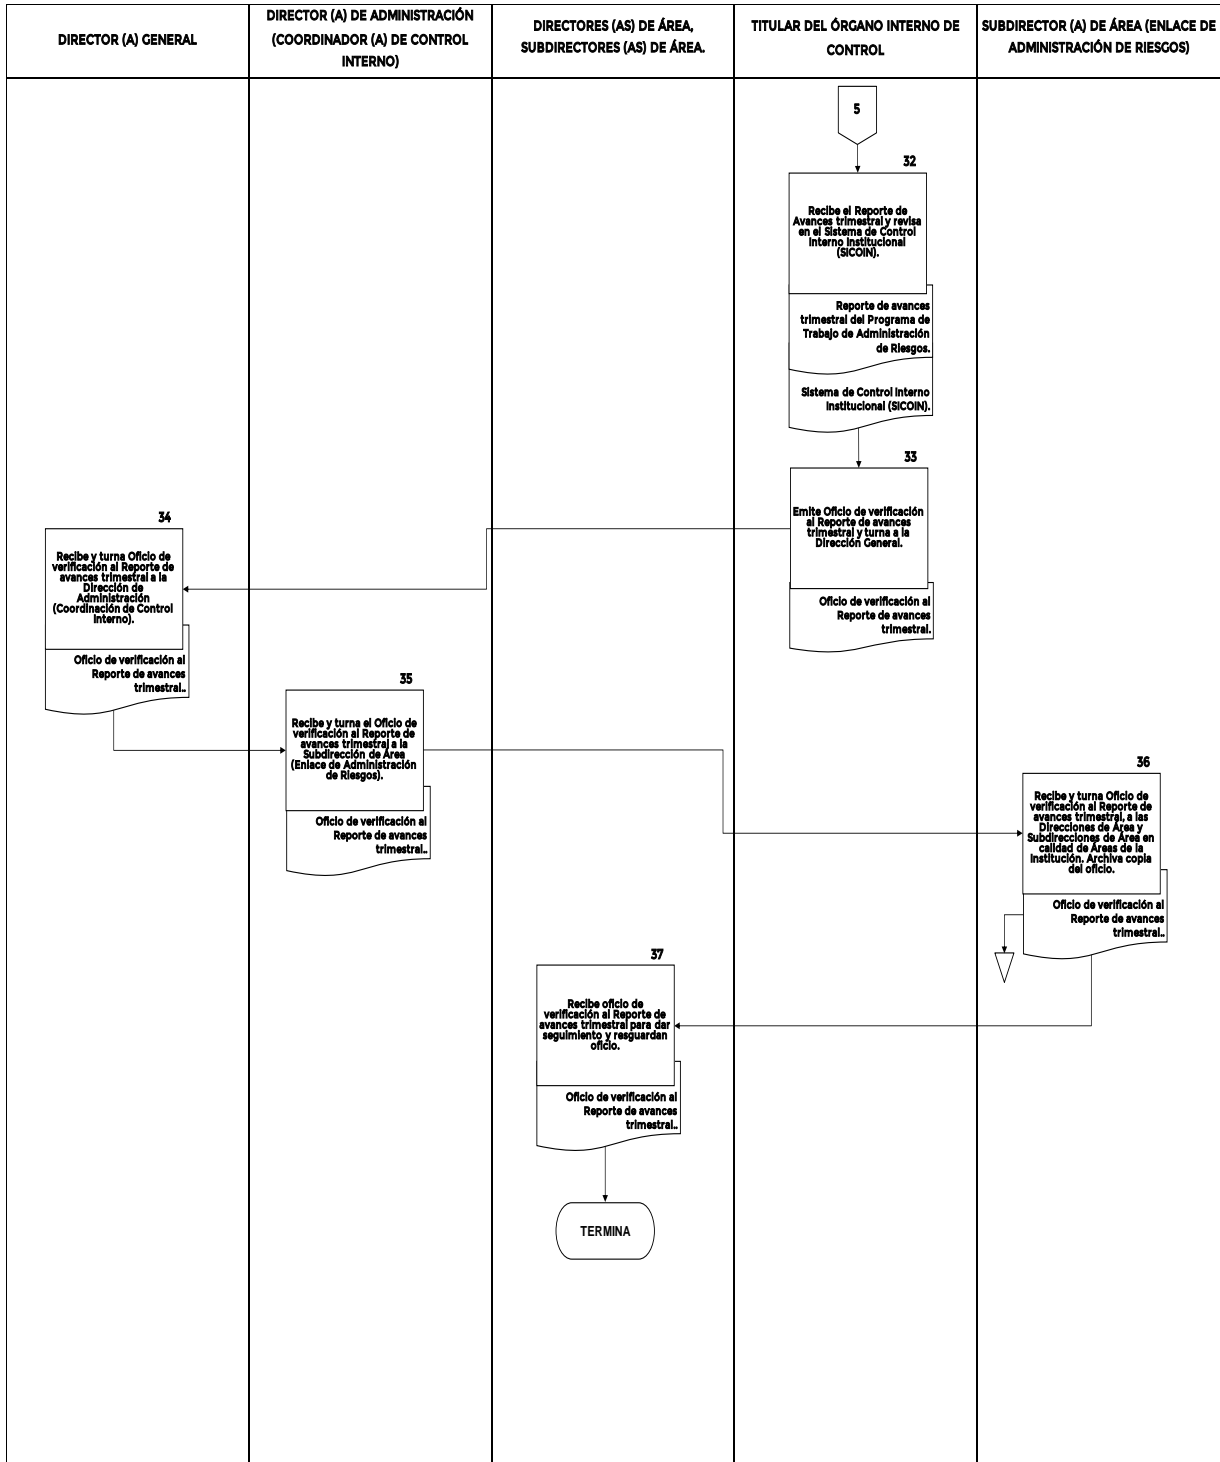 DIRECTOR (A) GENERAL
DIRECTOR (A) DE ADMINISTRACIÓN
(COORDINADOR (A) DE CONTROL
INTERNO)
DIRECTORES (AS) DE ÁREA,
SUBDIRECTORES (AS) DE ÁREA.
TITULAR DEL ÓRGANO INTERNO DE
CONTROL
SUBDIRECTOR (A) DE ÁREA (ENLACE DE
ADMINISTRACIÓN DE RIESGOS)
5
32
Recibe el Reporte de
Avances trimestral y revisa
en el Sistema de Control
Interno Institucional
(SICOIN).
Reporte de avances
trimestral del Programa de
Trabajo de Administración
de Riesgos.
Sistema de Control Interno
Institucional (SICOIN).
33
Emite Oficio de verificación
al Reporte de avances
trimestral y turna a la
Dirección General.
Oficio de verificación al
Reporte de avances
trimestral.
34
Recibe y turna Oficio de
verificación al Reporte de
avances trimestral a la
Dirección de
Administración
(Coordinación de Control
Interno).
Oficio de verificación al
Reporte de avances
trimestral..
35
Recibe y turna el Oficio de
verificación al Reporte de
avances trimestral a la
Subdirección de Área
(Enlace de Administración
de Riesgos).
Oficio de verificación al
Reporte de avances
trimestral..
36
Recibe y turna Oficio de
verificación al Reporte de
avances trimestral, a las
Direcciones de Área y
Subdirecciones de Área en
calidad de Áreas de la
Institución. Archiva copia
del oficio.
Oficio de verificación al
Reporte de avances
trimestral..
37
Recibe oficio de
verificación al Reporte de
avances trimestral para dar
seguimiento y resguardan
oficio.
Oficio de verificación al
Reporte de avances
trimestral..
TERMINA